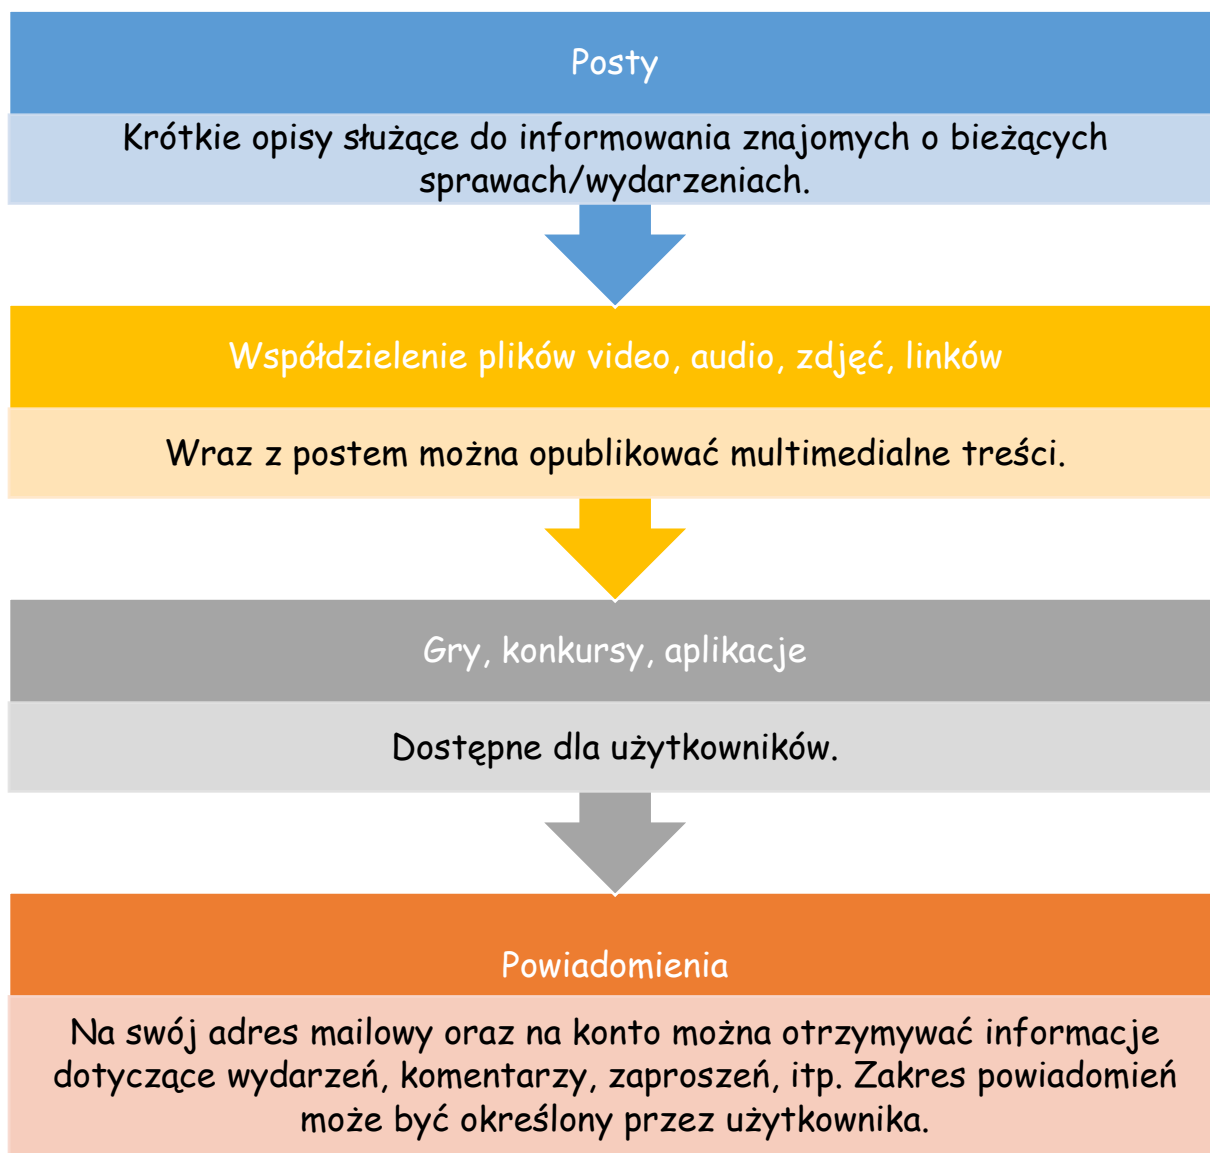 Posty
Krótkie opisy służące do informowania znajomych o bieżących
sprawach/wydarzeniach.
Współdzielenie plików video, audio, zdjęć, linków
Wraz z postem można opublikować multimedialne treści.
Gry, konkursy, aplikacje
Dostępne dla użytkowników.
Powiadomienia
Na swój adres mailowy oraz na konto można otrzymywać informacje
dotyczące wydarzeń, komentarzy, zaproszeń, itp. Zakres powiadomień
może być określony przez użytkownika.